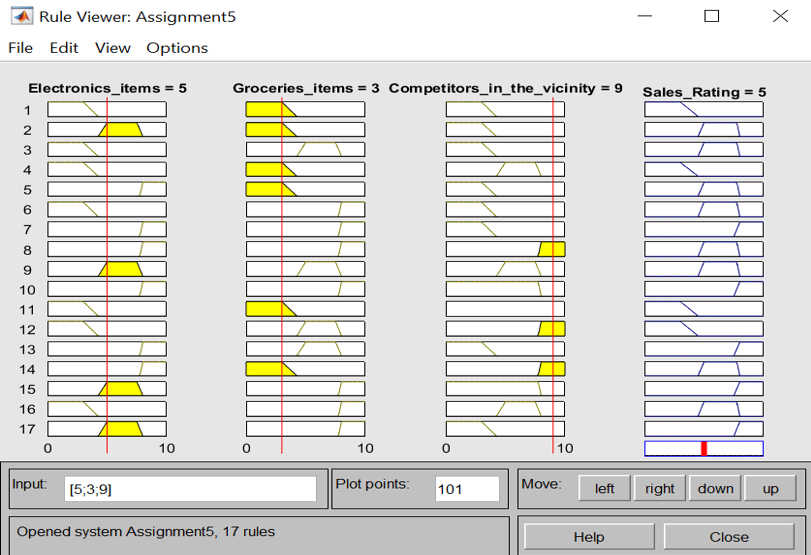 Rule Viewer: Assignment5
File Edit View Options
Electronics_items = 5 Groceries_items = 3 Competitors_in_the_vicinity = 9 Sales_Rating = 5
1
2
3
4
5
6
7
8
9
10
11
12
13
14
15
16
17
0 10 0 10 0 10
Input: [5;3;9] Plot points: 101 Move: left right down up
Opened system Assignment5, 17 rules Help Close